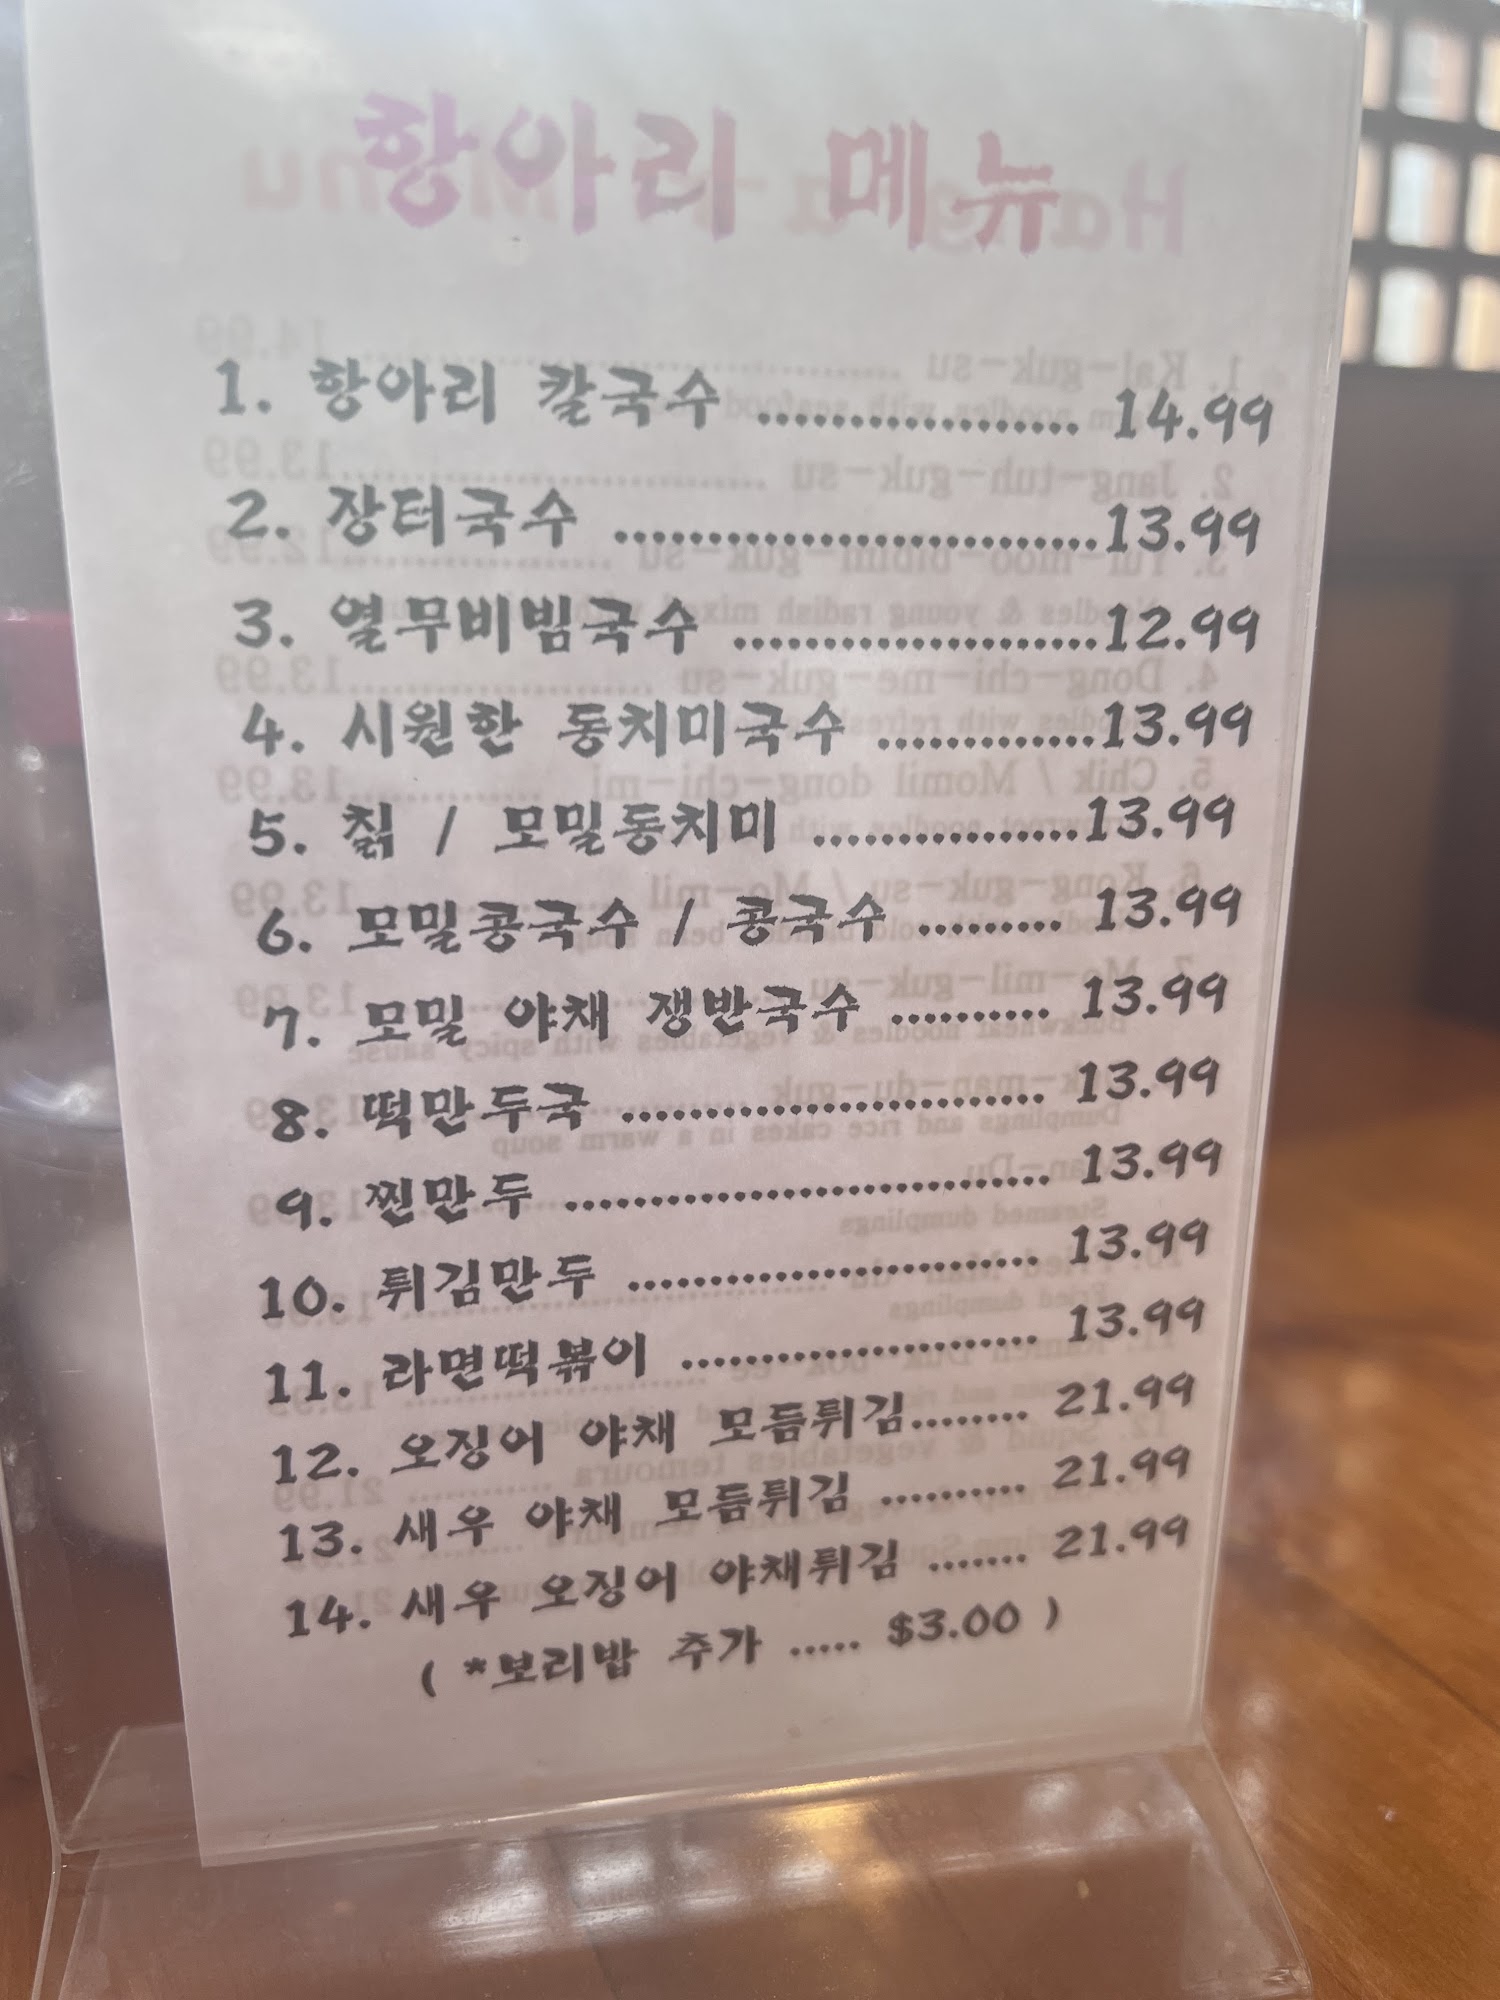 항아리 메뉴
1. 항아리 칼국수 .................. 14.99
2. 장터국수 ...........................13.99
3. 열무비빔국수 .....................12.99
4. 시원한 동치미국수 .............13.99
5. 칡 / 모밀동치미 ................13.99
6. 모밀콩국수 / 콩국수 ......... 13.99
7. 모밀 야채 쟁반국수 .......... 13.99
8. 떡만두국 .......................... 13.99
9. 찐만두 ............................. 13.99
10. 튀김만두 ......................... 13.99
11. 라면떡볶이 ...................... 13.99
12. 오징어 야채 모듬튀김........ 21.99
13. 새우 야채 모듬튀김 .......... 21.99
14. 새우 오징어 야채튀김 ....... 21.99
( *보리밥 추가 ..... $3.00 )